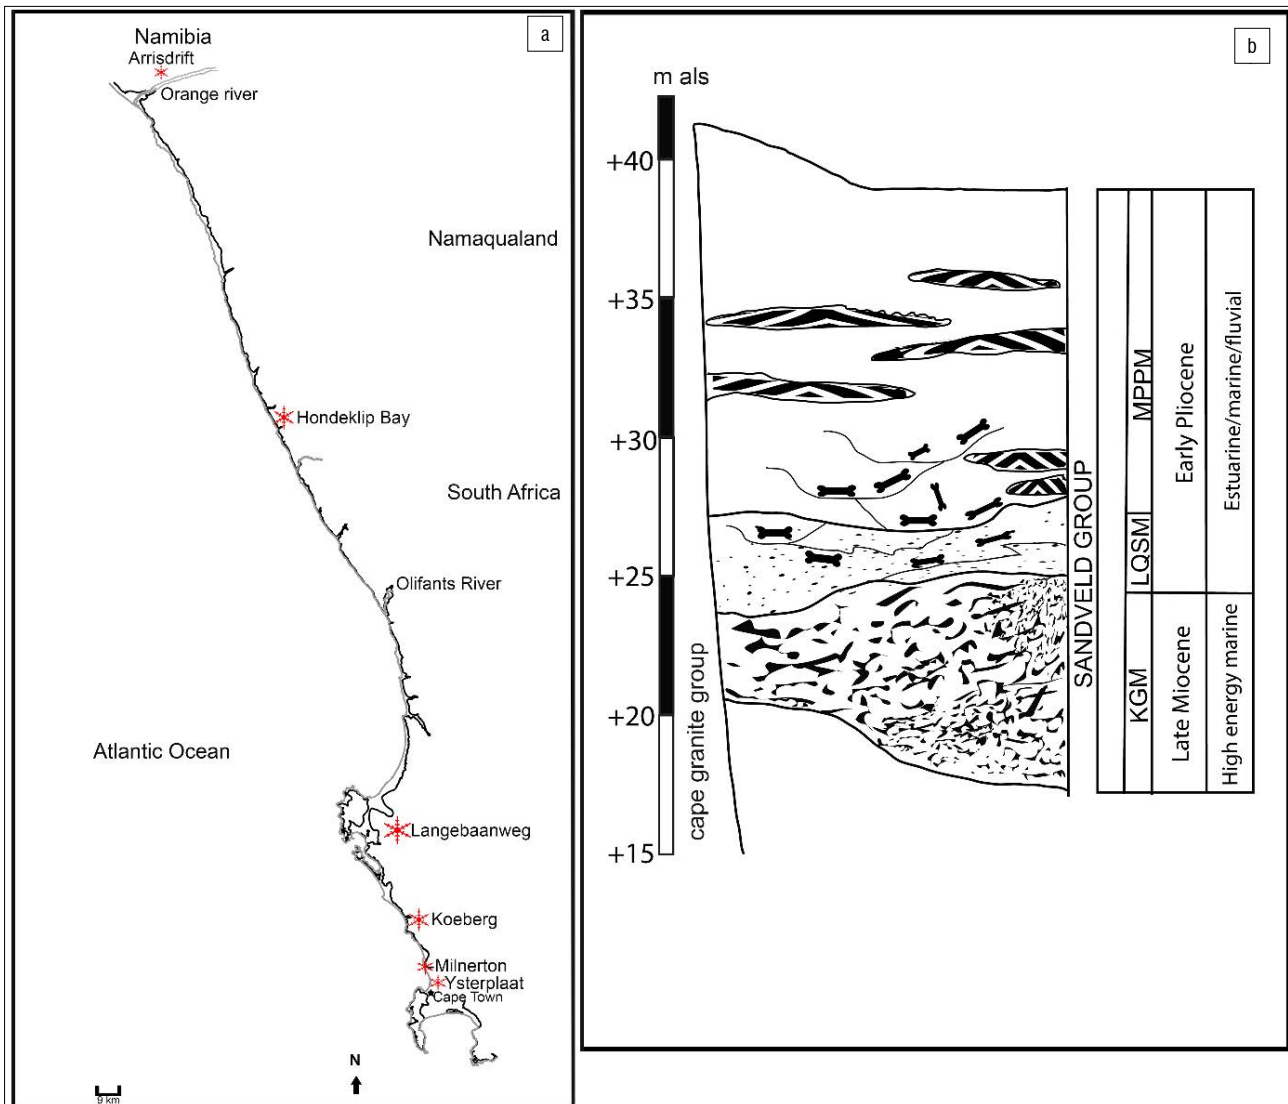 a
Namibia
Arrisdrift
Orange river
Namaqualand
Hondeklip Bay
South Africa
Olifants River
Atlantic Ocean
Langebaanweg
Koeberg
Milnerton
Ysterplaat
Cape Town
N
9 km
b
m als
+40
+35
+30
+25
+20
+15
cape granite group
SANDVELD GROUP
MPPM
LQSM
KGM
Early Pliocene
Late Miocene
Estuarine/marine/fluvial
High energy marine